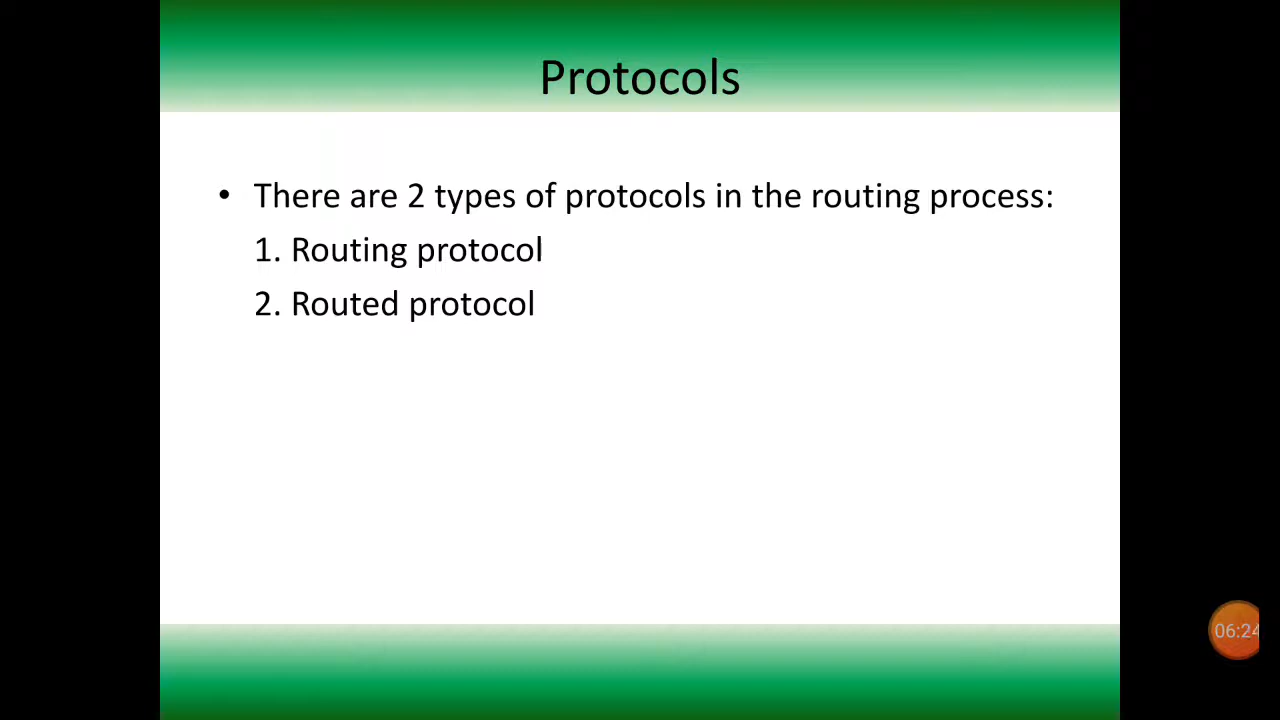 Protocols
• There are 2 types of protocols in the routing process:
1. Routing protocol
2. Routed protocol
06:24